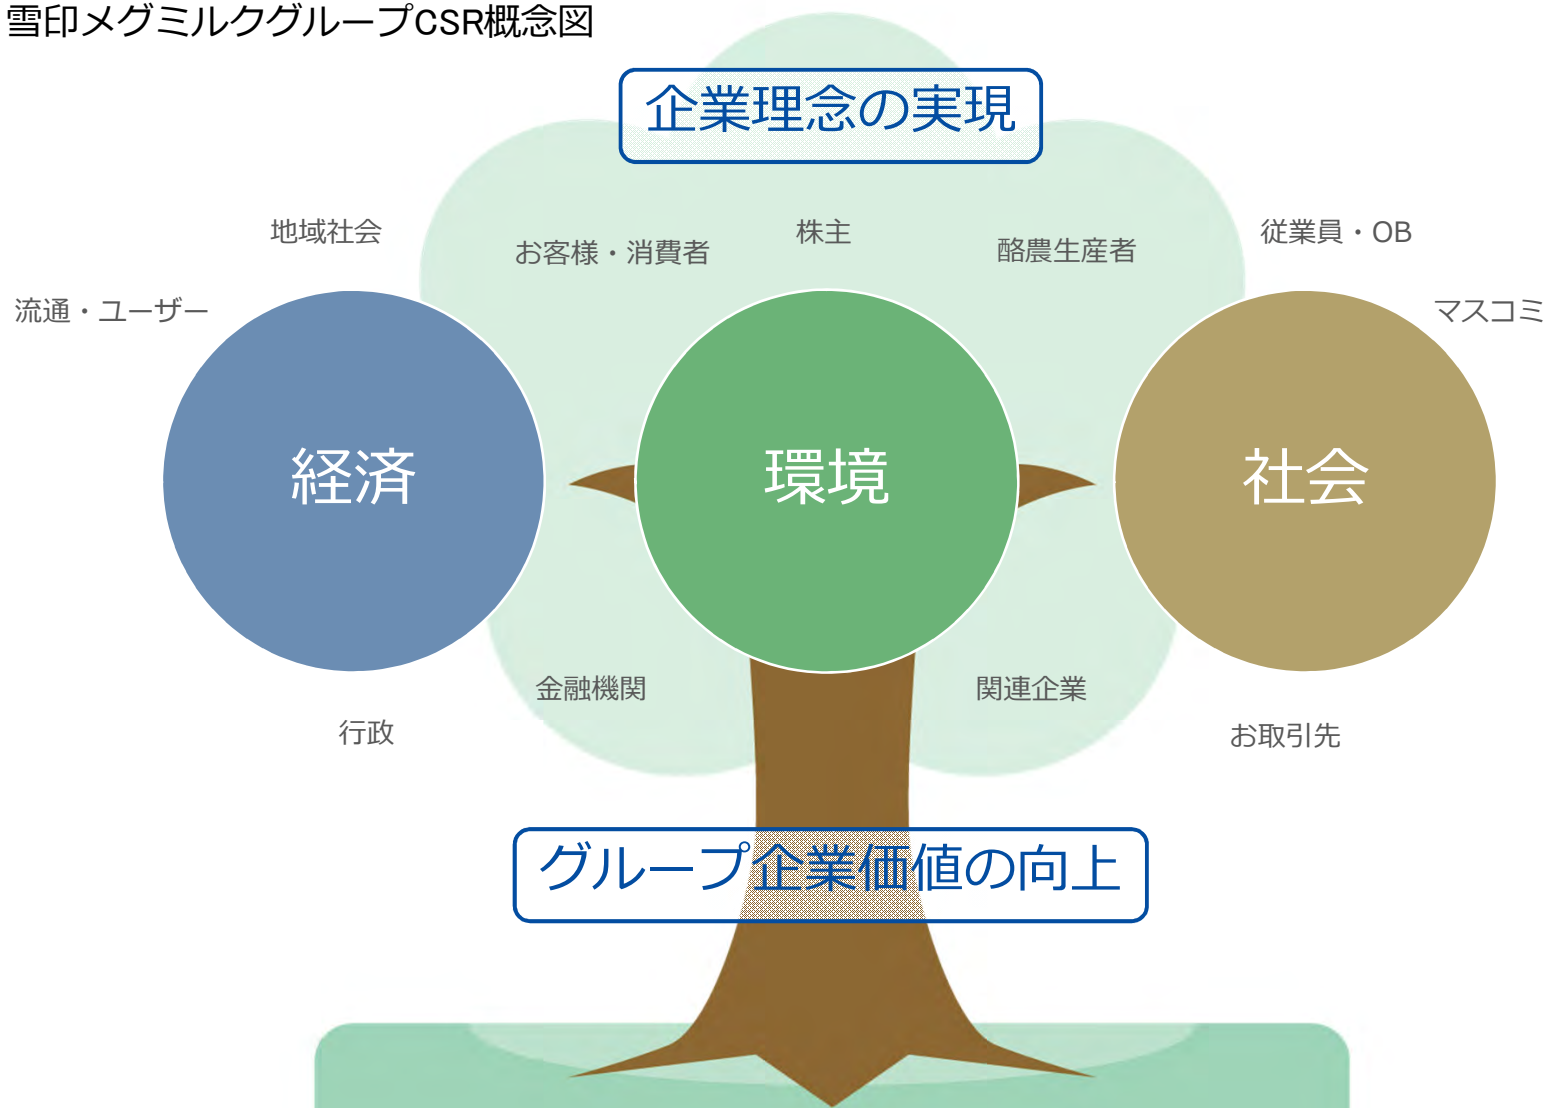 雪印メグミルクグループCSR概念図
企業理念の実現
地域社会
お客様・消費者
株主
酪農生産者
従業員・OB
流通・ユーザー
マスコミ
経済
環境
社会
金融機関
関連企業
行政
お取引先
グループ企業価値の向上